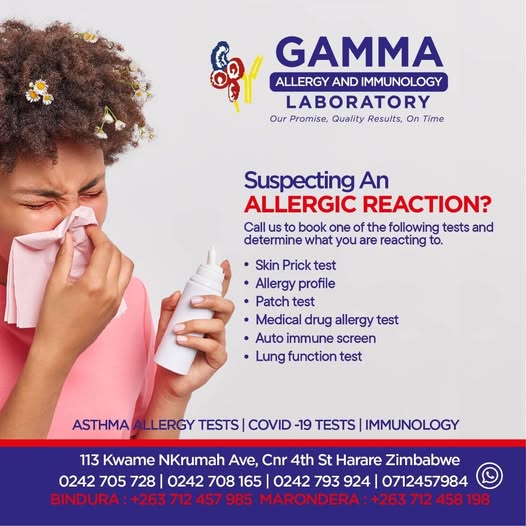 GAMMA
ALLERGY AND IMMUNOLOGY
LABORATORY
Our Promise, Quality Results, On Time
Suspecting An
ALLERGIC REACTION?
Call us to book one of the following tests and
determine what you are reacting to.
• Skin Prick test
• Allergy profile
• Patch test
• Medical drug allergy test
• Auto immune screen
• Lung function test
ASTHMA ALLERGY TESTS | COVID -19 TESTS | IMMUNOLOGY
113 Kwame NKrumah Ave, Cnr 4th St Harare Zimbabwe
0242 705 728 | 0242 708 165 | 0242 793 924 | 0712457984
BINDURA : +263 712 457 985 MARONDERA : +263 712 458 198